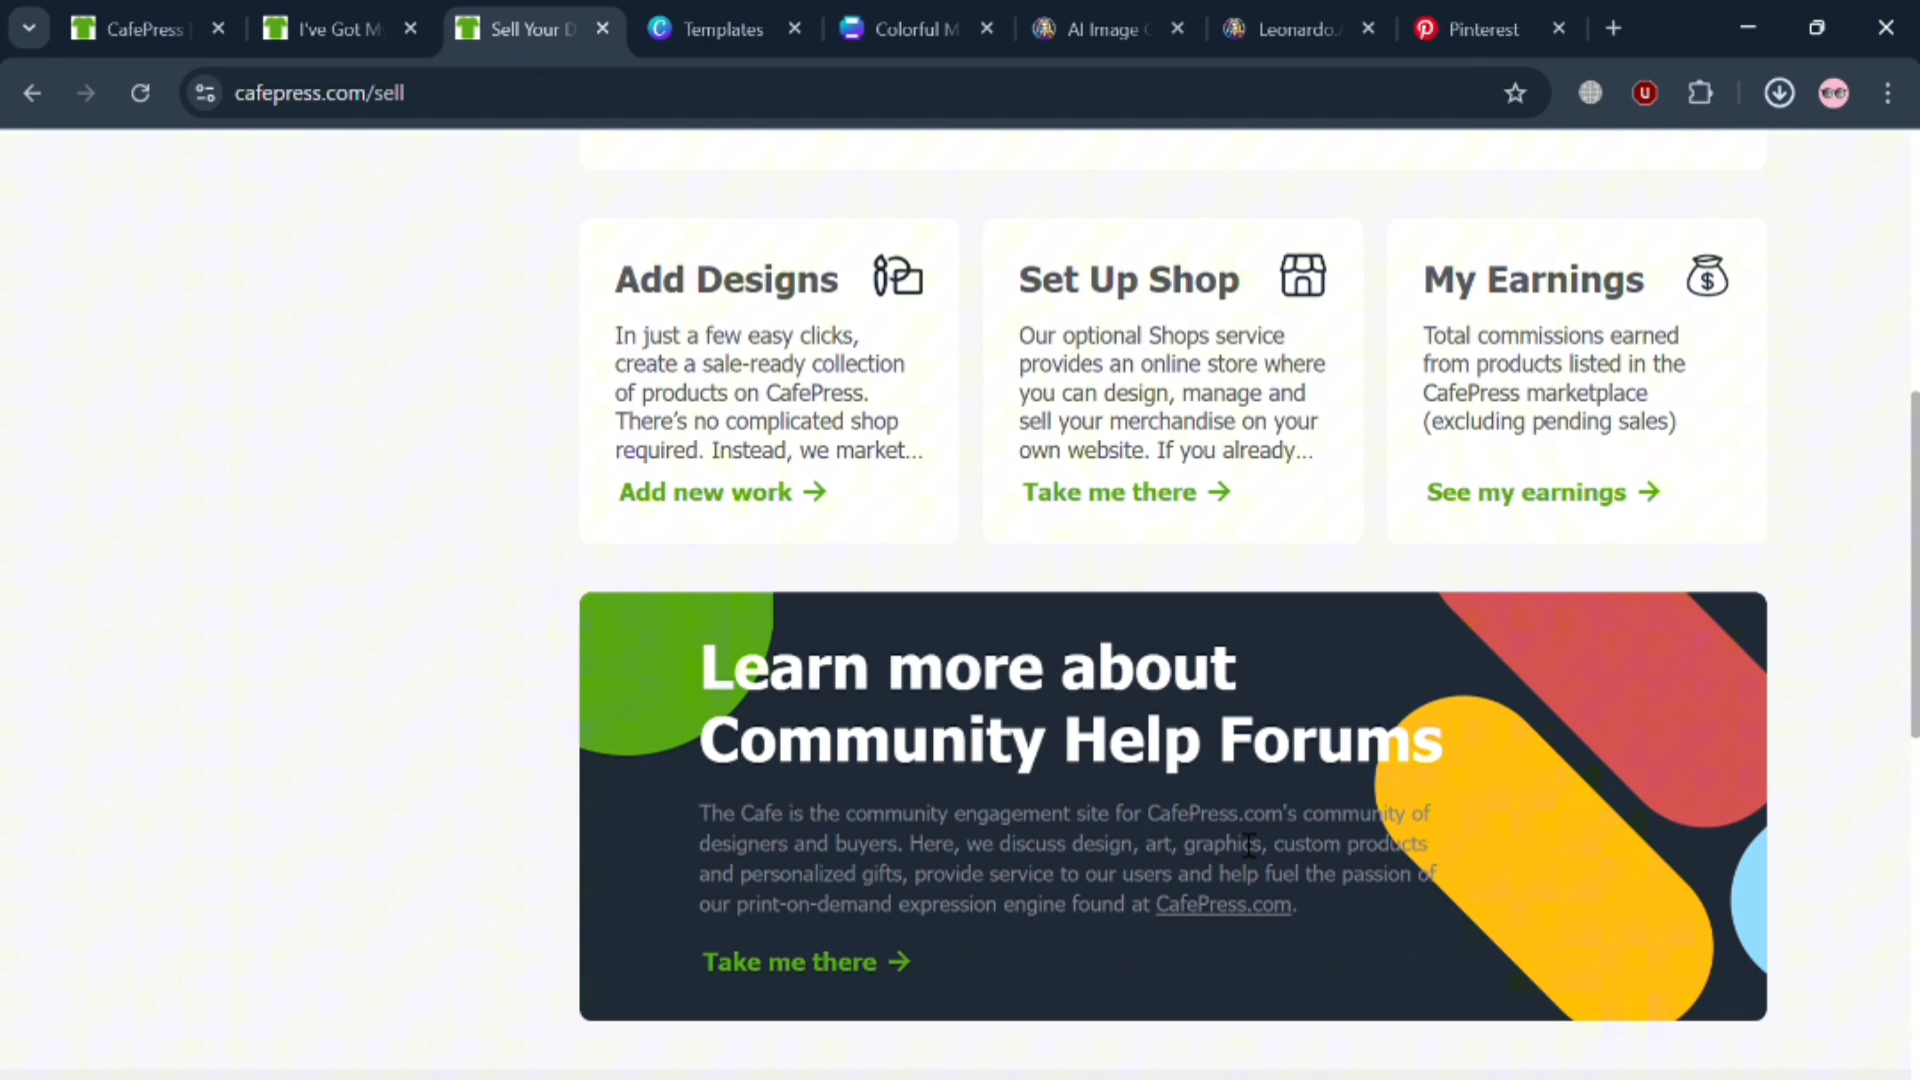 CafePress
I've Got M
Sell Your D
Templates
Colorful M
AI Image
Leonardo.
Pinterest
cafepress.com/sell
U
Add Designs
In just a few easy clicks,
create a sale-ready collection
of products on CafePress.
There's no complicated shop
required. Instead, we market...
Add new work →
Set Up Shop
Our optional Shops service
provides an online store where
you can design, manage and
sell your merchandise on your
own website. If you already...
Take me there →
My Earnings
$
Total commissions earned
from products listed in the
CafePress marketplace
(excluding pending sales)
See my earnings →
Learn more about
Community Help Forums
The Cafe is the community engagement site for CafePress.com's community of
designers and buyers. Here, we discuss design, art, graphics, custom products
and personalized gifts, provide service to our users and help fuel the passion of
our print-on-demand expression engine found at CafePress.com.
Take me there →